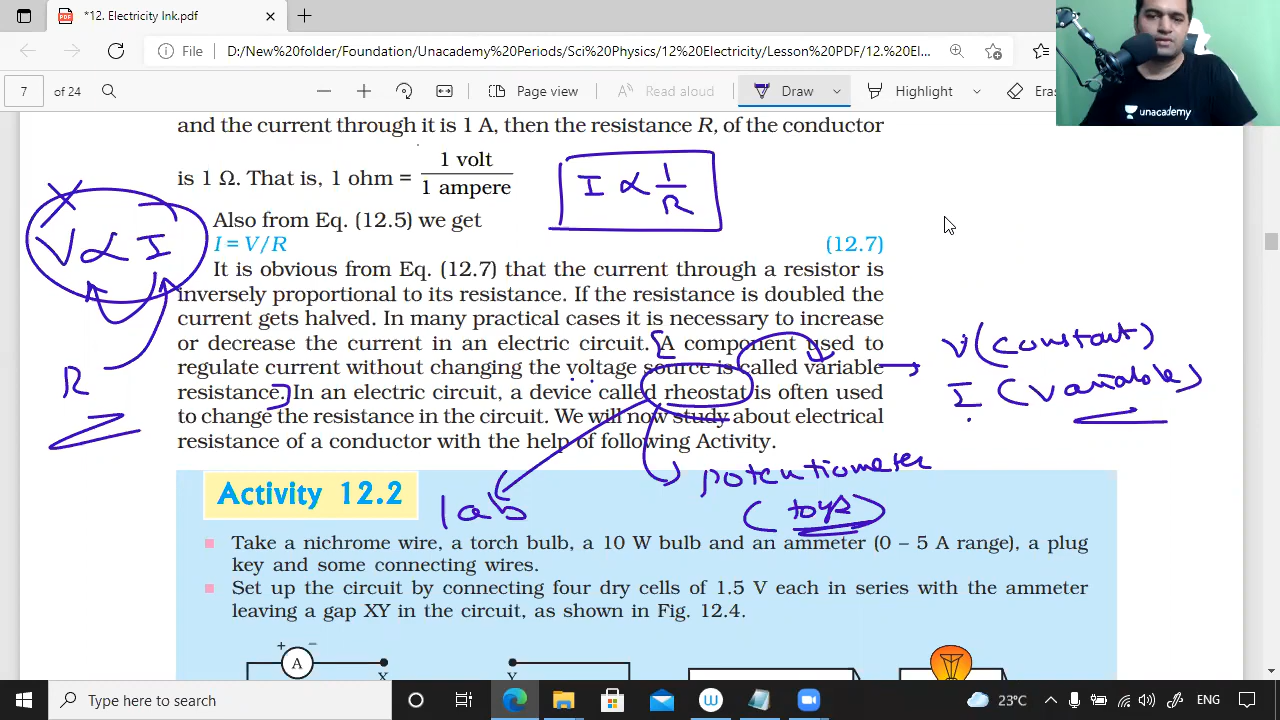 *12. Electricity Ink.pdf
File
D:/New%20folder/Foundation/Unacademy%20Periods/Sci%20Physics/12%20Electricity/Lesson%20PDF/12.%20El...
7 of 24
Page view
Read aloud
Draw
Highlight
Eras
unacademy
and the current through it is 1 A, then the resistance R, of the conductor
is 1 Ω. That is, 1 ohm = 1 volt / 1 ampere
I ∝ 1/R
Also from Eq. (12.5) we get
V ∝ I
I = V/R (12.7)
It is obvious from Eq. (12.7) that the current through a resistor is
inversely proportional to its resistance. If the resistance is doubled the
current gets halved. In many practical cases it is necessary to increase
or decrease the current in an electric circuit. A component used to
regulate current without changing the voltage source is called variable
resistance. In an electric circuit, a device called rheostat is often used
to change the resistance in the circuit. We will now study about electrical
resistance of a conductor with the help of following Activity.
R
V (constant)
I (variable)
potentiometer
(toys)
lab
Activity 12.2
Take a nichrome wire, a torch bulb, a 10 W bulb and an ammeter (0 – 5 A range), a plug
key and some connecting wires.
Set up the circuit by connecting four dry cells of 1.5 V each in series with the ammeter
leaving a gap XY in the circuit, as shown in Fig. 12.4.
+ –
A
X
Y
Type here to search
23°C
ENG